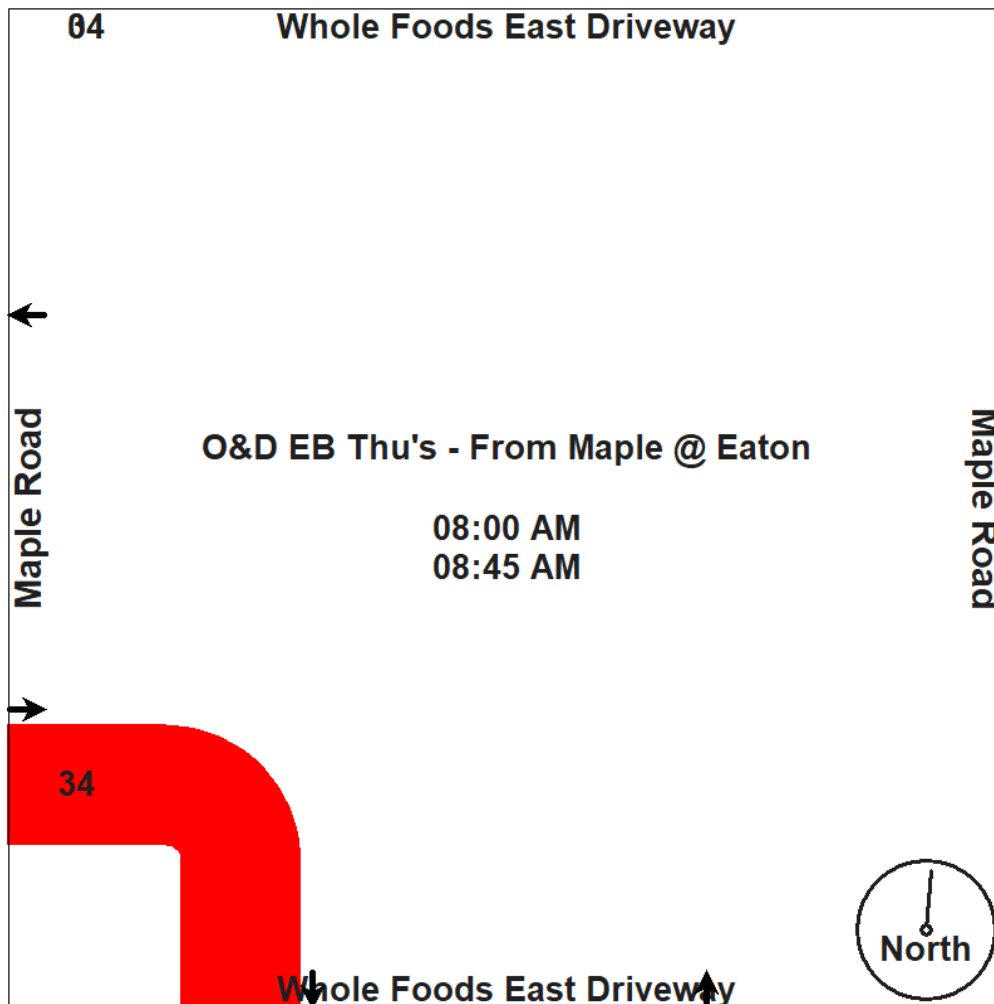 Whole Foods East Driveway
Maple Road
O&D EB Thu's - From Maple @ Eaton
Maple Road
08:00 AM
08:45 AM
34
North
Whole Foods East Driveway